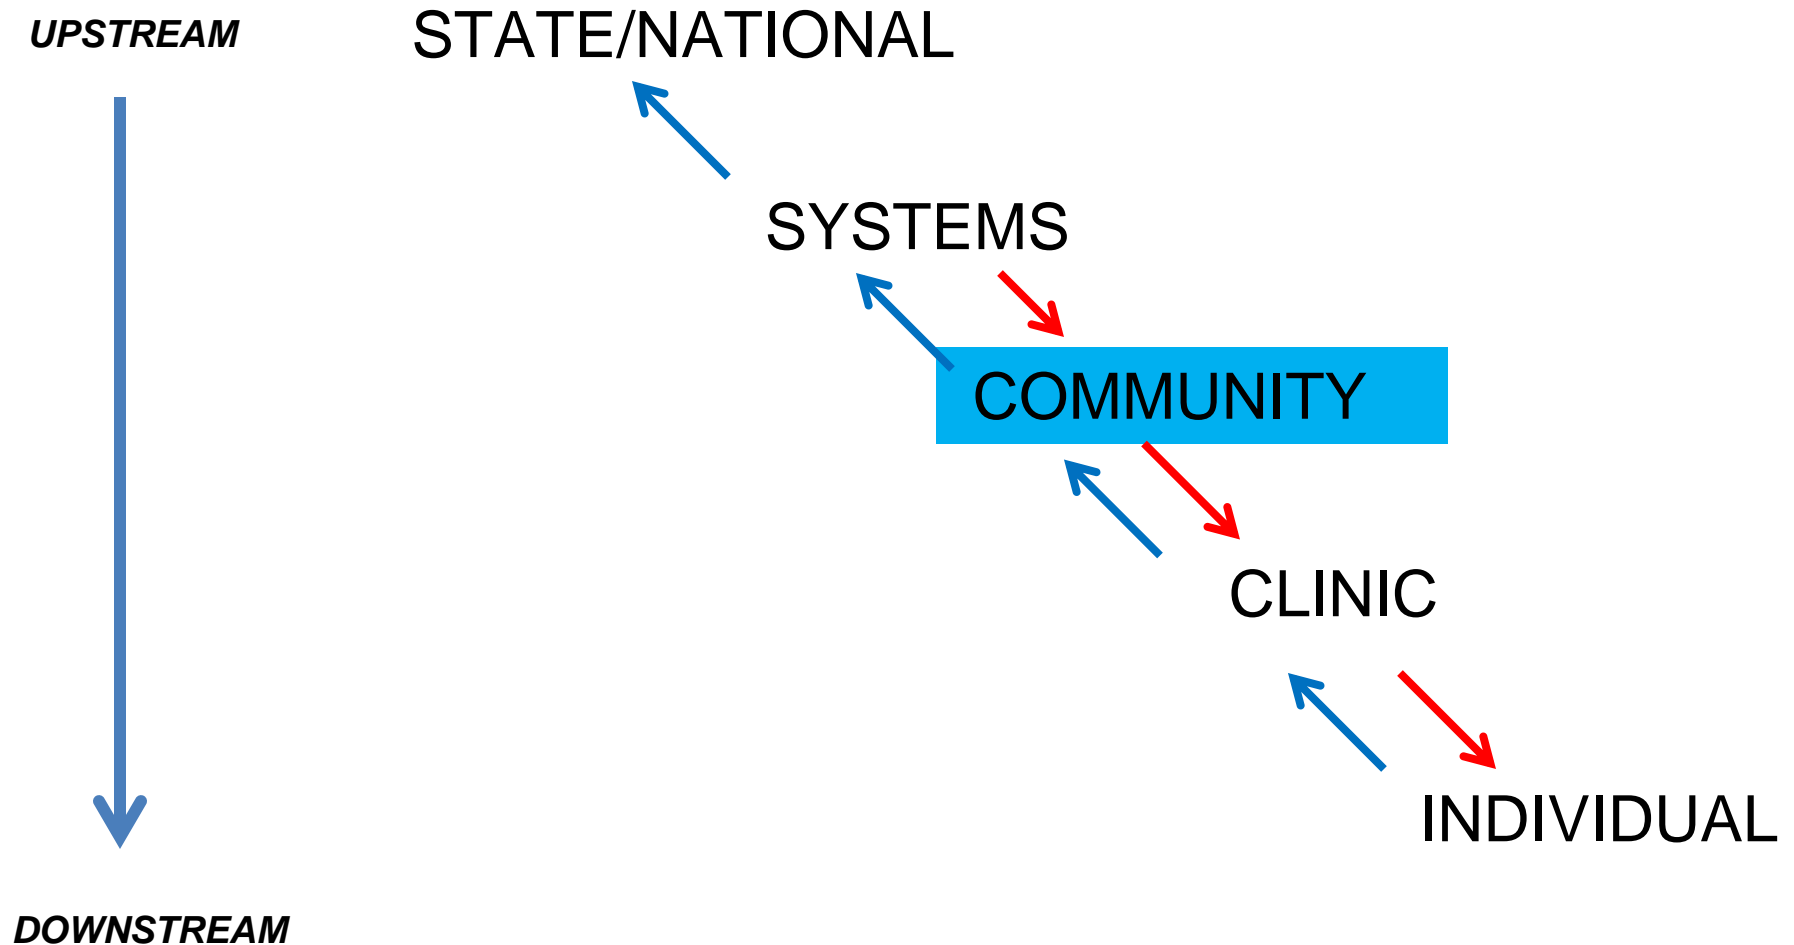 UPSTREAM
STATE/NATIONAL
SYSTEMS
COMMUNITY
CLINIC
INDIVIDUAL
DOWNSTREAM